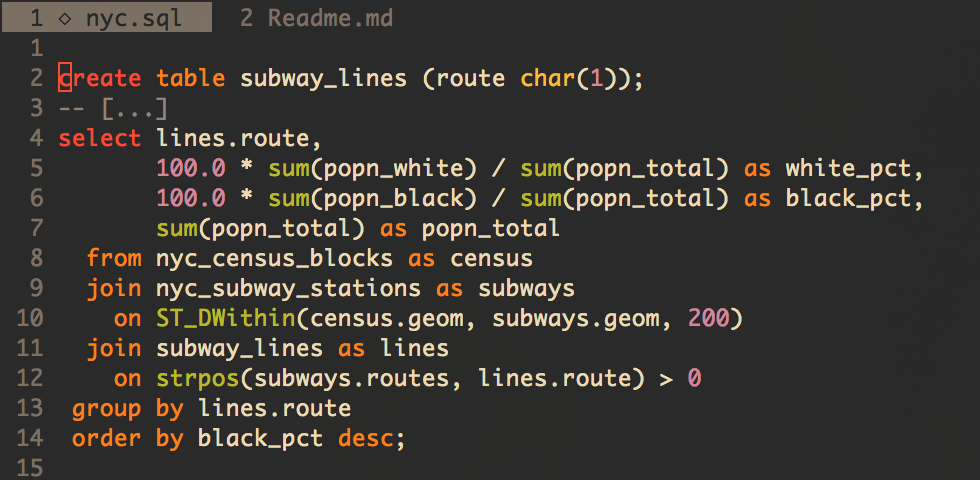 1 ◇ nyc.sql 2 Readme.md
1
2 create table subway_lines (route char(1));
3 -- [...]
4 select lines.route,
5        100.0 * sum(popn_white) / sum(popn_total) as white_pct,
6        100.0 * sum(popn_black) / sum(popn_total) as black_pct,
7        sum(popn_total) as popn_total
8   from nyc_census_blocks as census
9   join nyc_subway_stations as subways
10     on ST_DWithin(census.geom, subways.geom, 200)
11   join subway_lines as lines
12     on strpos(subways.routes, lines.route) > 0
13  group by lines.route
14  order by black_pct desc;
15